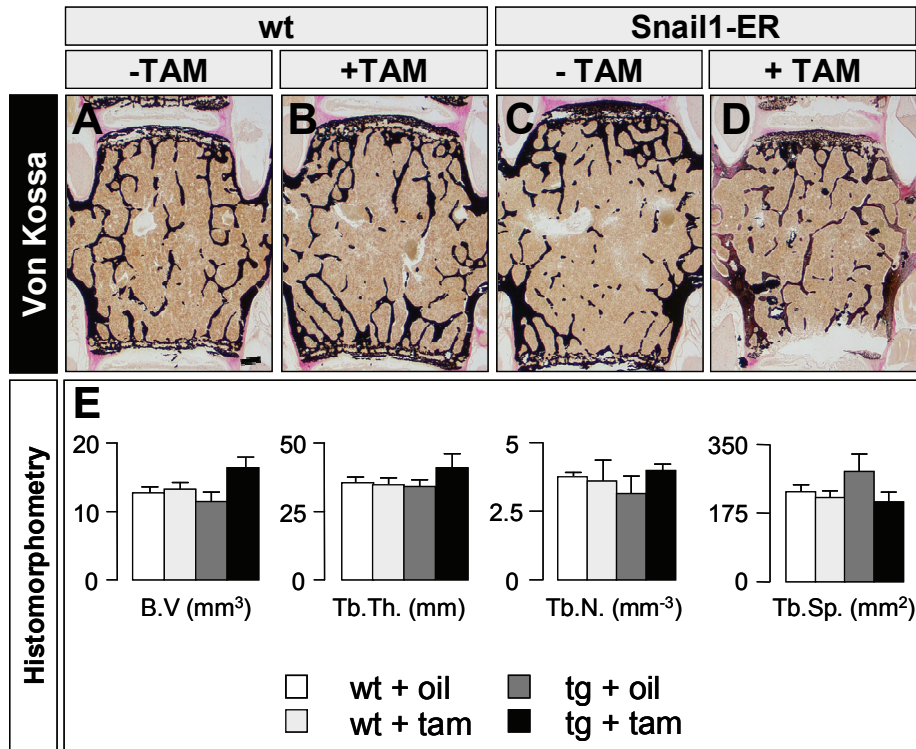 wt Snail1-ER
-TAM +TAM - TAM + TAM
Von Kossa
A B C D
Histomorphometry
E
20 50 5 350
10 25 2.5 175
0 0 0 0
B.V (mm³) Tb.Th. (mm) Tb.N. (mm⁻³) Tb.Sp. (mm²)
wt + oil tg + oil
wt + tam tg + tam